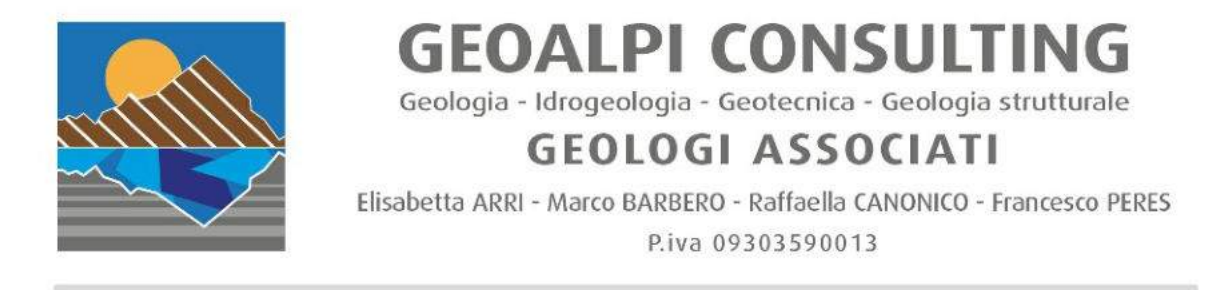 GEOALPI CONSULTING
Geologia - Idrogeologia - Geotecnica - Geologia strutturale
GEOLOGI ASSOCIATI
Elisabetta ARRI - Marco BARBERO - Raffaella CANONICO - Francesco PERES
P.iva 09303590013